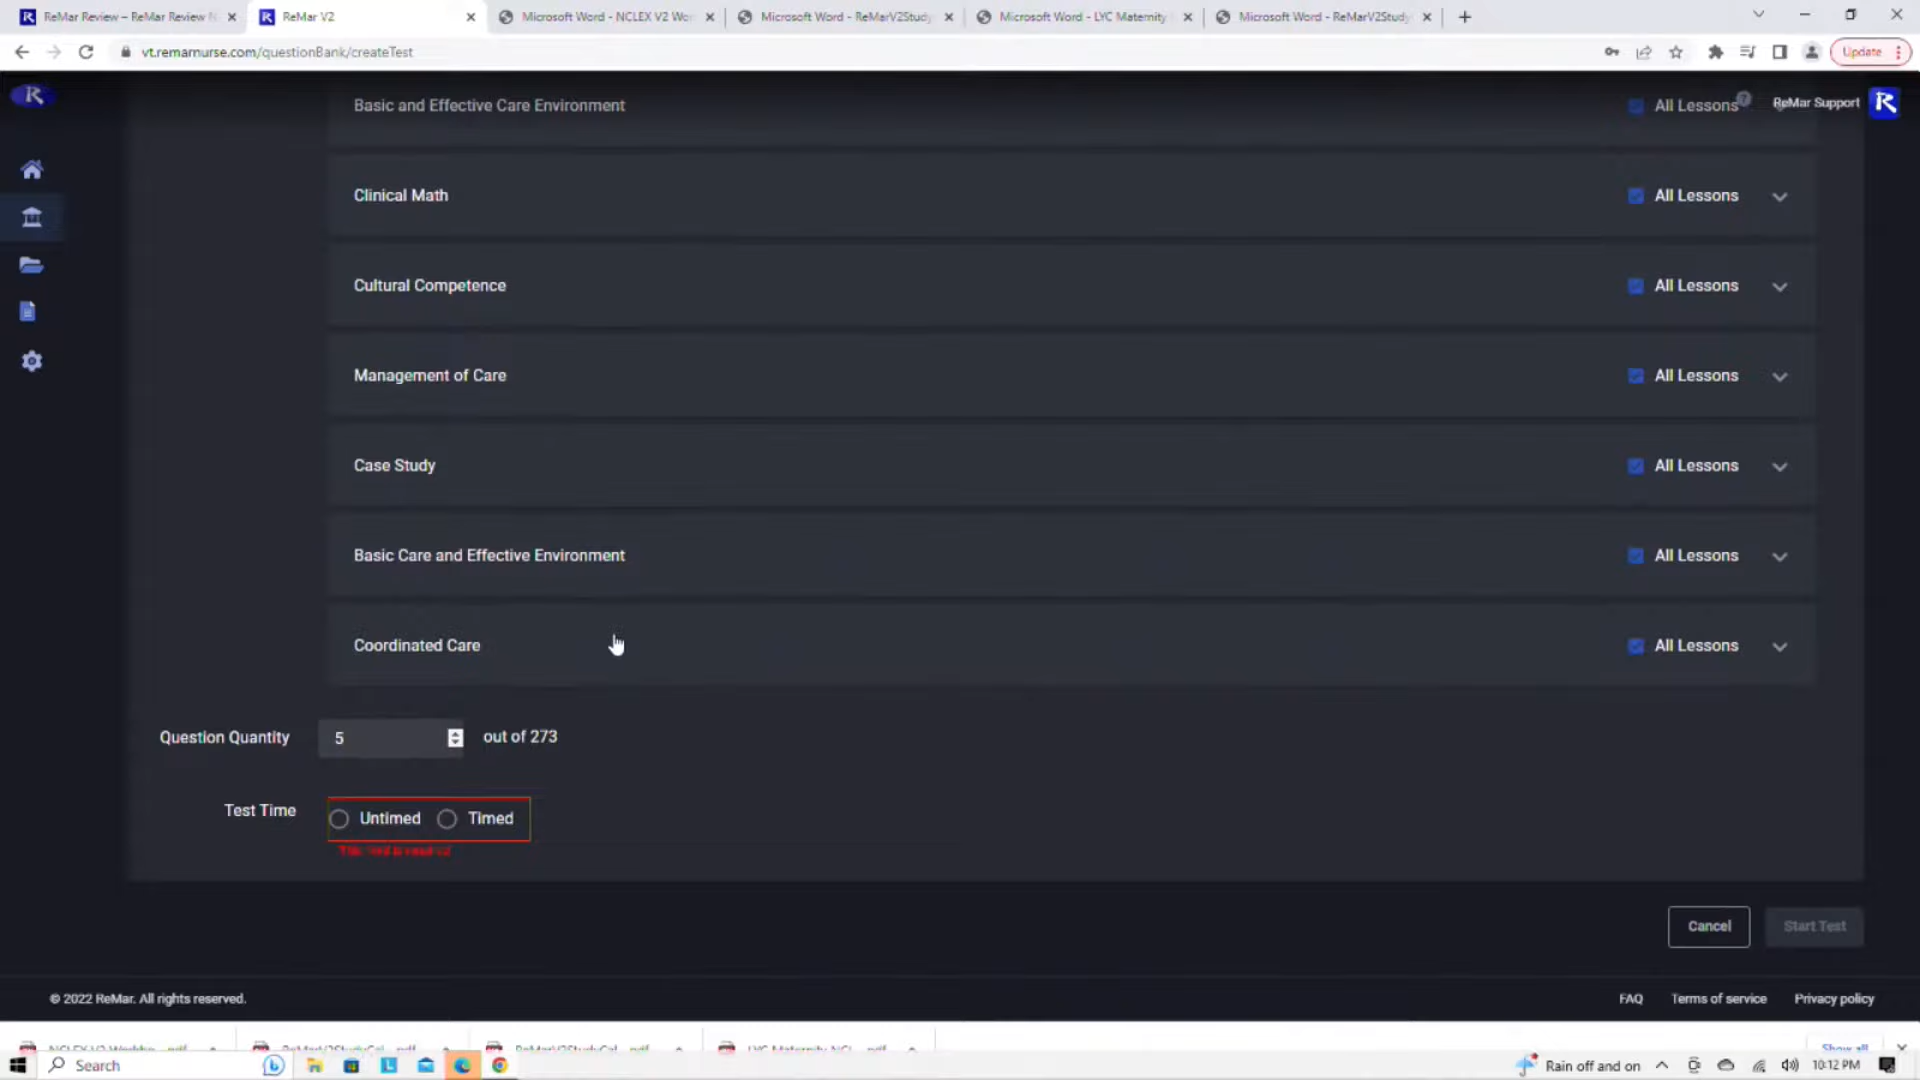 ReMar Review – ReMar Review N
ReMar V2
Microsoft Word - NCLEX V2 Wor
Microsoft Word - ReMarV2Study
Microsoft Word - LYC Maternity
Microsoft Word - ReMarV2Study
vt.remarnurse.com/questionBank/createTest
Update
R
Basic and Effective Care Environment
All Lessons
ReMar Support
R
Clinical Math
All Lessons
Cultural Competence
All Lessons
Management of Care
All Lessons
Case Study
All Lessons
Basic Care and Effective Environment
All Lessons
Coordinated Care
All Lessons
Question Quantity
5
out of 273
Test Time
Untimed
Timed
Cancel
Start Test
© 2022 ReMar. All rights reserved.
FAQ
Terms of service
Privacy policy
Show all
Search
Rain off and on
10:12 PM